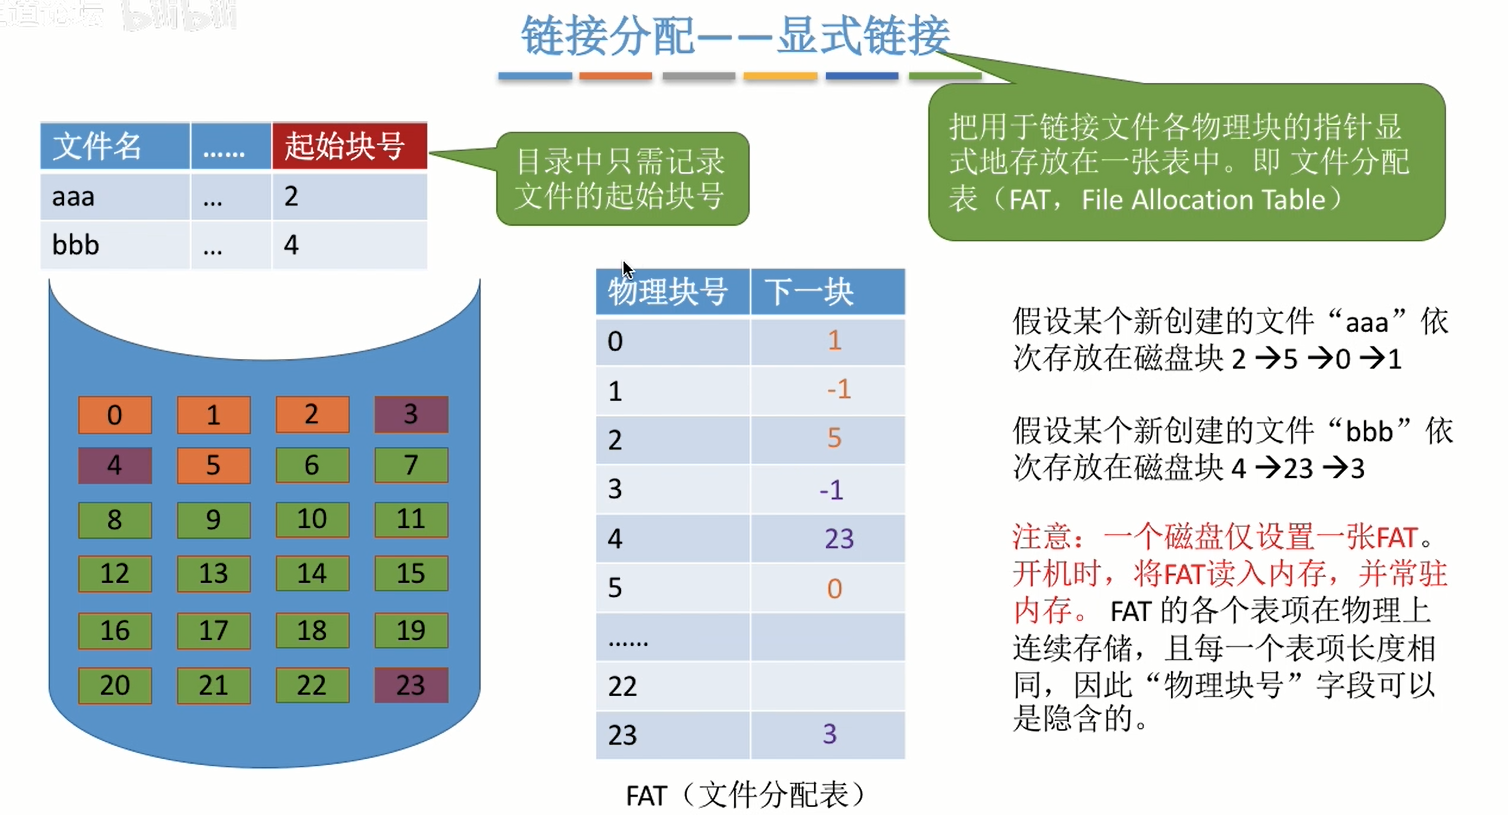 道论坛 bilibili
链接分配——显式链接
把用于链接文件各物理块的指针显
式地存放在一张表中。即 文件分配
表（FAT，File Allocation Table）
文件名 …… 起始块号
aaa ... 2
bbb ... 4
目录中只需记录
文件的起始块号
0 1 2 3
4 5 6 7
8 9 10 11
12 13 14 15
16 17 18 19
20 21 22 23
物理块号 下一块
0 1
1 -1
2 5
3 -1
4 23
5 0
……
22
23 3
FAT（文件分配表）
假设某个新创建的文件“aaa”依
次存放在磁盘块 2 →5 →0 →1
假设某个新创建的文件“bbb”依
次存放在磁盘块 4 →23 →3
注意：一个磁盘仅设置一张FAT。
开机时，将FAT读入内存，并常驻
内存。 FAT 的各个表项在物理上
连续存储，且每一个表项长度相
同，因此“物理块号”字段可以
是隐含的。